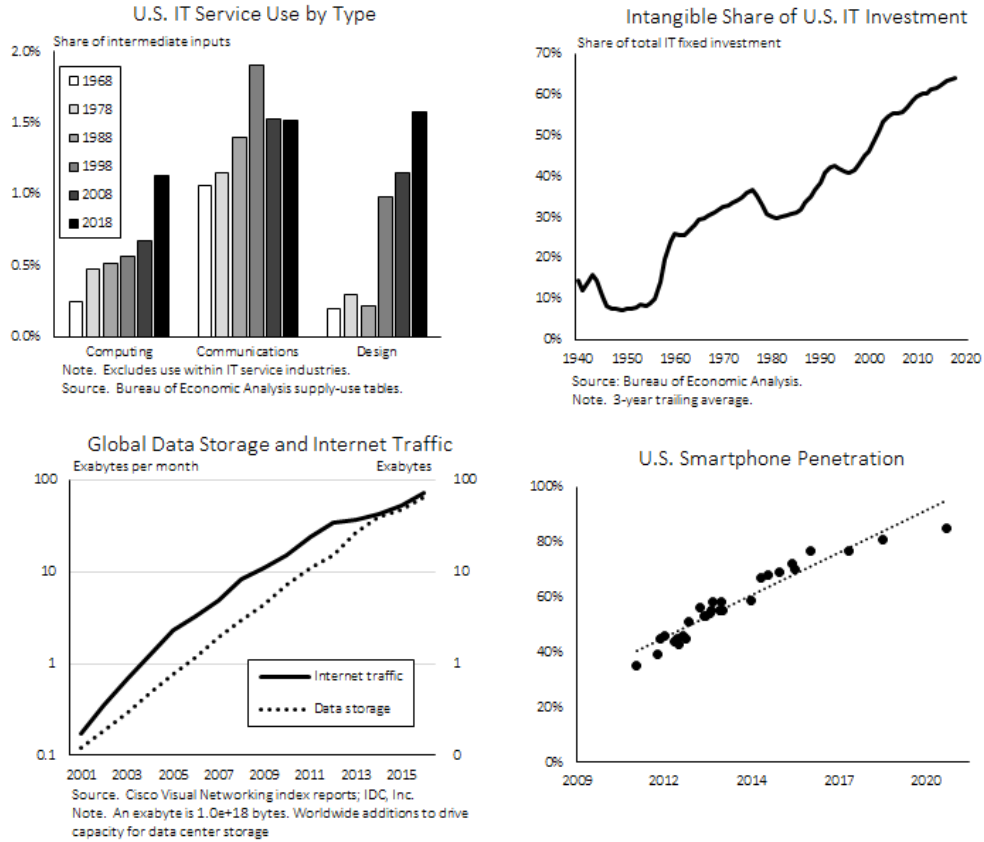 U.S. IT Service Use by Type
Share of intermediate inputs
2.0%
1.5%
1.0%
0.5%
0.0%
1968
1978
1988
1998
2008
2018
Computing Communications Design
Note. Excludes use within IT service industries.
Source. Bureau of Economic Analysis supply-use tables.
Intangible Share of U.S. IT Investment
Share of total IT fixed investment
70%
60%
50%
40%
30%
20%
10%
0%
1940 1950 1960 1970 1980 1990 2000 2010 2020
Source: Bureau of Economic Analysis.
Note. 3-year trailing average.
Global Data Storage and Internet Traffic
Exabytes per month Exabytes
100 100
10 10
1 1
0.1 0
Internet traffic
Data storage
2001 2003 2005 2007 2009 2011 2013 2015
Source. Cisco Visual Networking index reports; IDC, Inc.
Note. An exabyte is 1.0e+18 bytes. Worldwide additions to drive
capacity for data center storage
U.S. Smartphone Penetration
100%
80%
60%
40%
20%
0%
2009 2012 2014 2017 2020